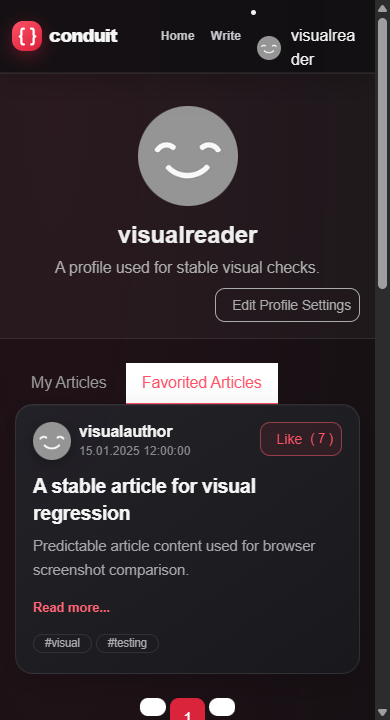 { } conduit
Home
Write
visualrea
der
visualreader
A profile used for stable visual checks.
Edit Profile Settings
My Articles
Favorited Articles
visualauthor
15.01.2025 12:00:00
Like ( 7 )
A stable article for visual
regression
Predictable article content used for browser
screenshot comparison.
Read more...
#visual
#testing
1